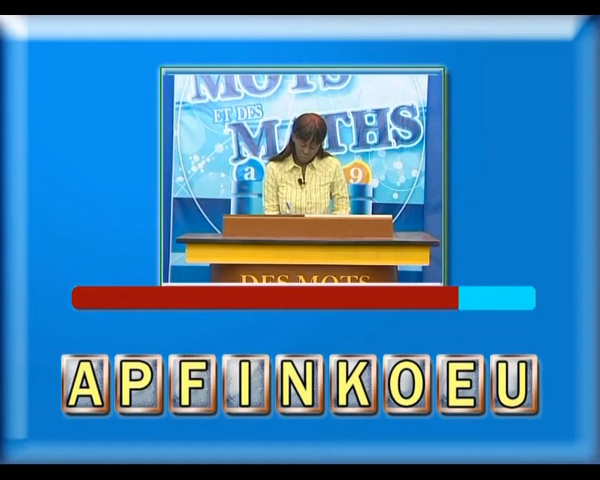 MOTS
ET DES
MATHS
a 9
DES MOTS
APFINKOEU